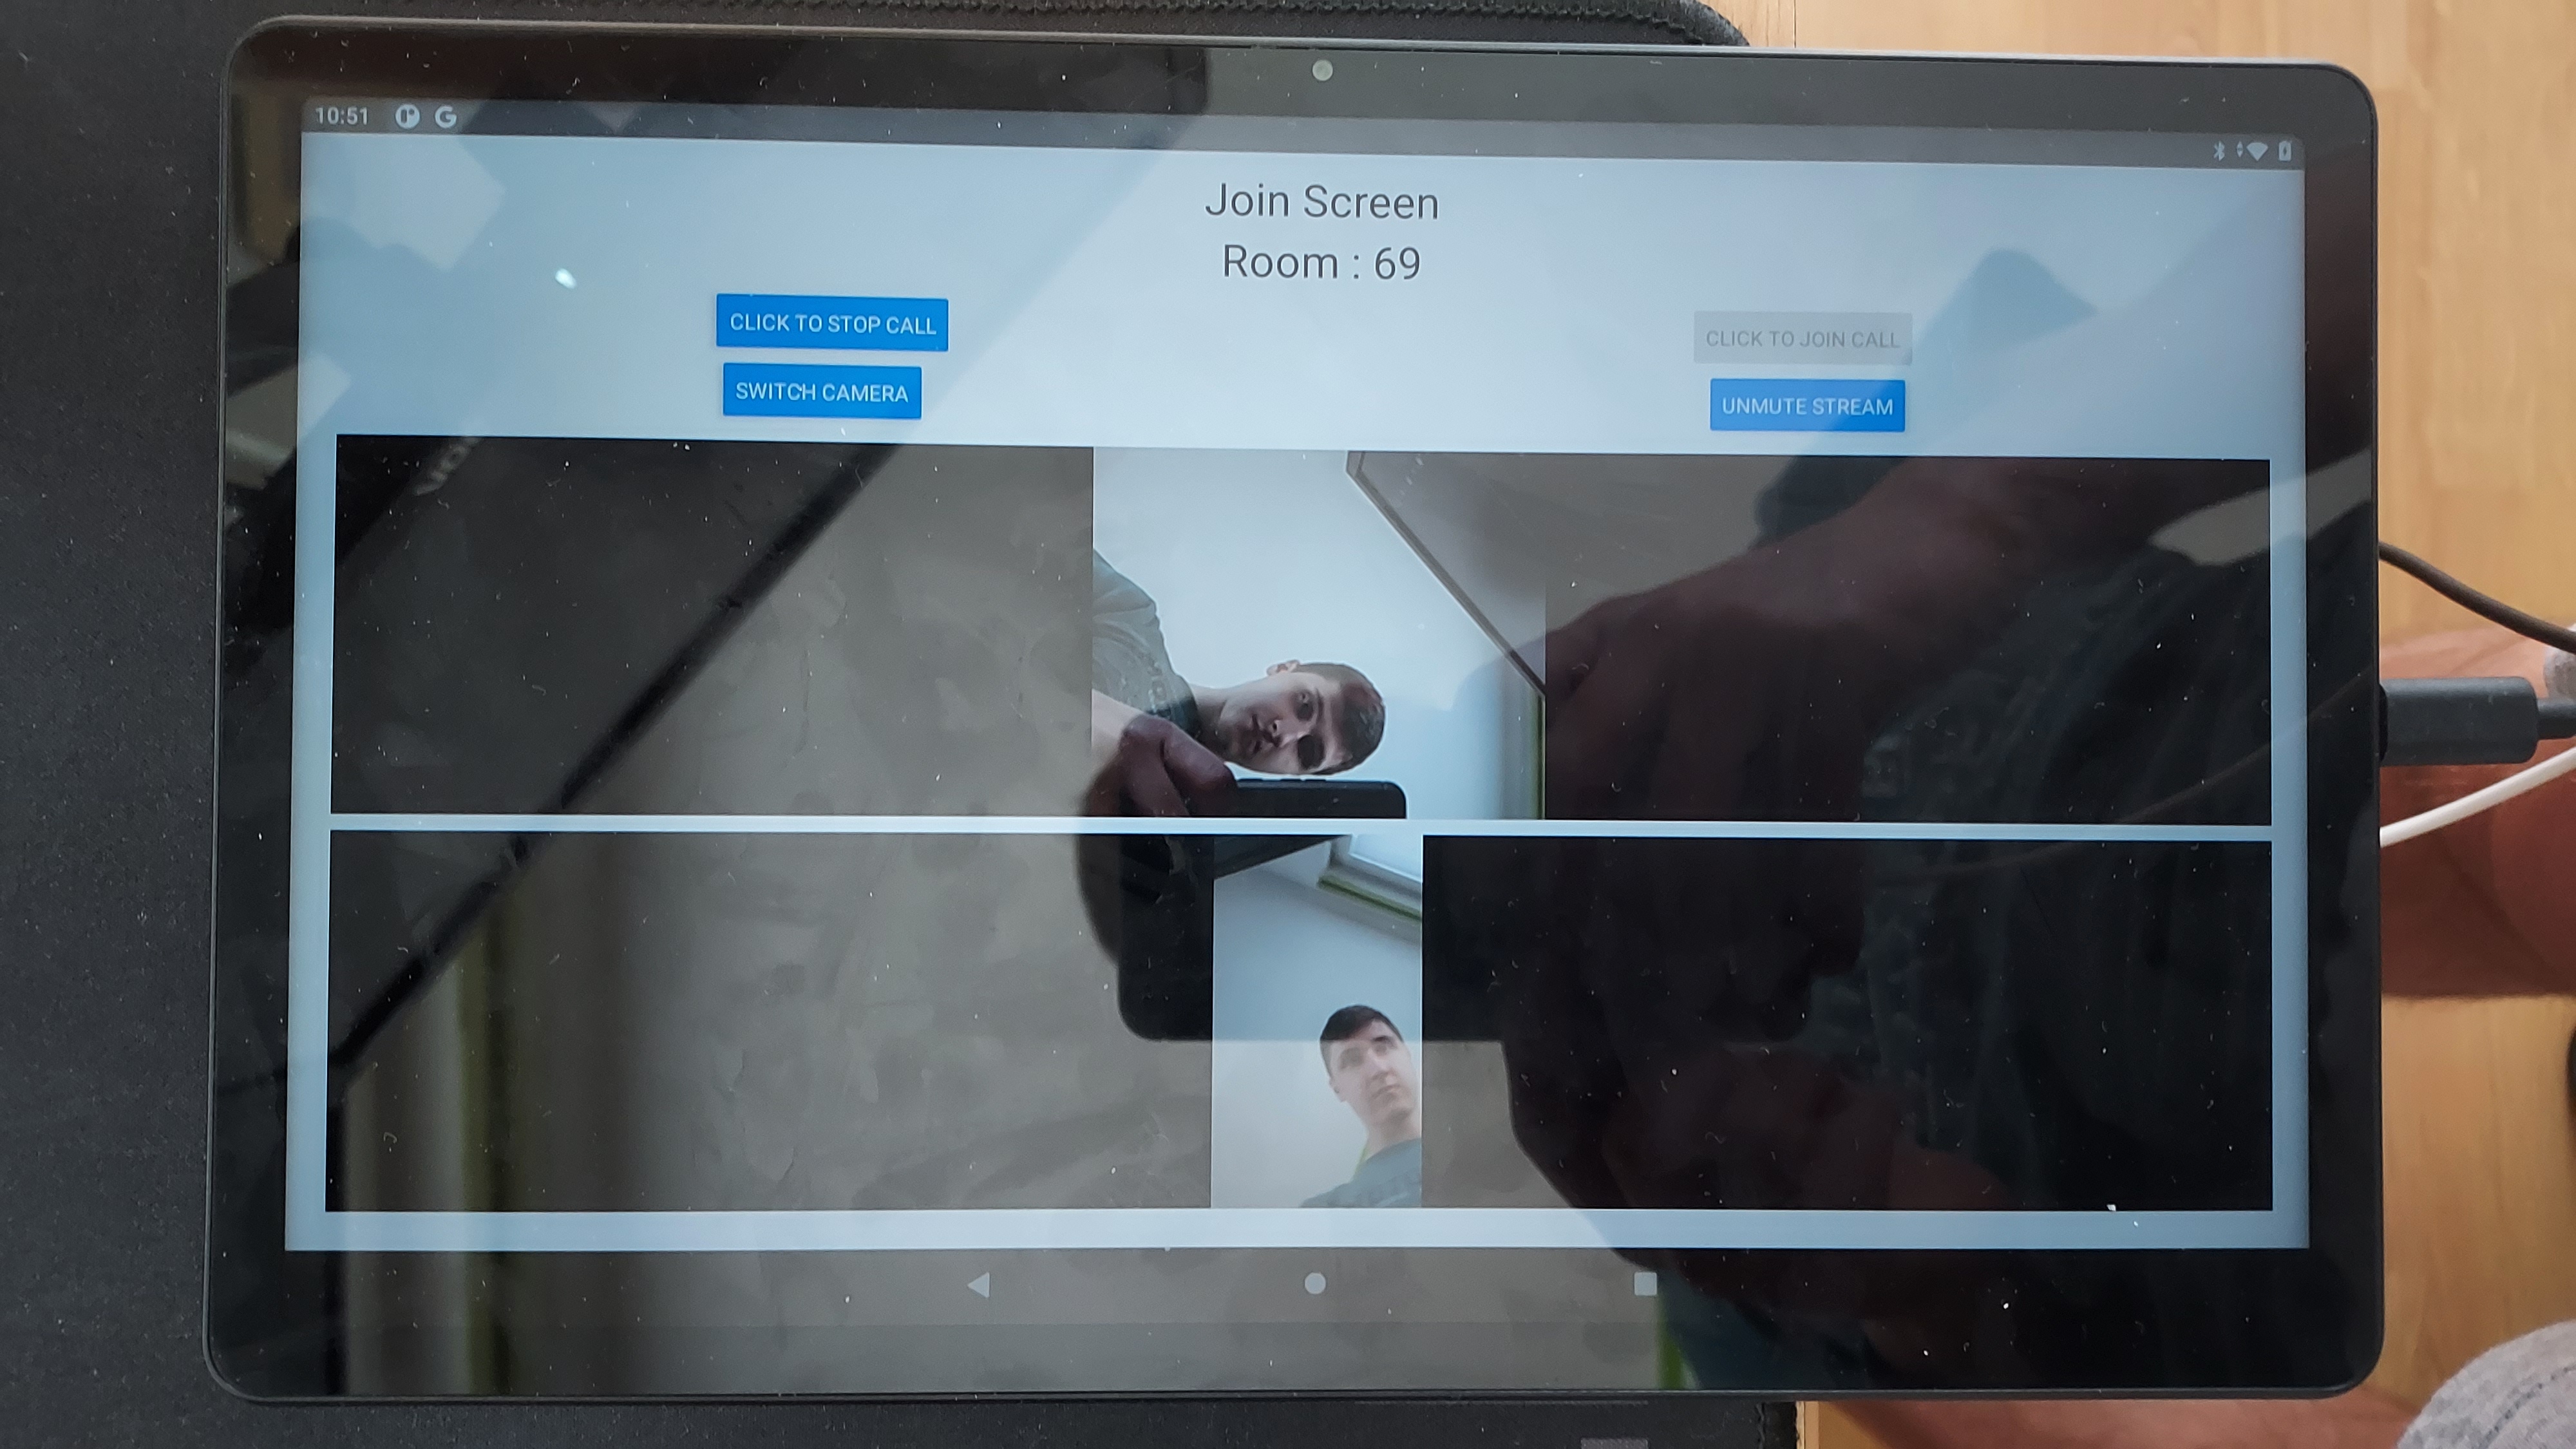 10:51 G
Join Screen
Room : 69
CLICK TO STOP CALL
CLICK TO JOIN CALL
SWITCH CAMERA
UNMUTE STREAM